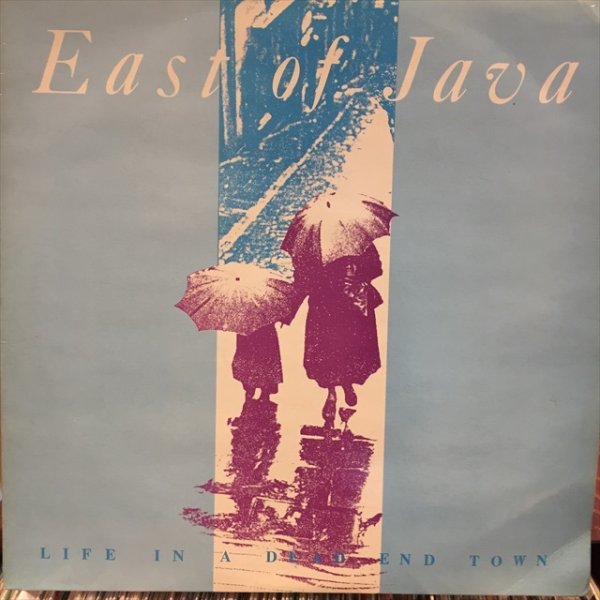 East of Java
LIFE IN A DEAD END TOWN